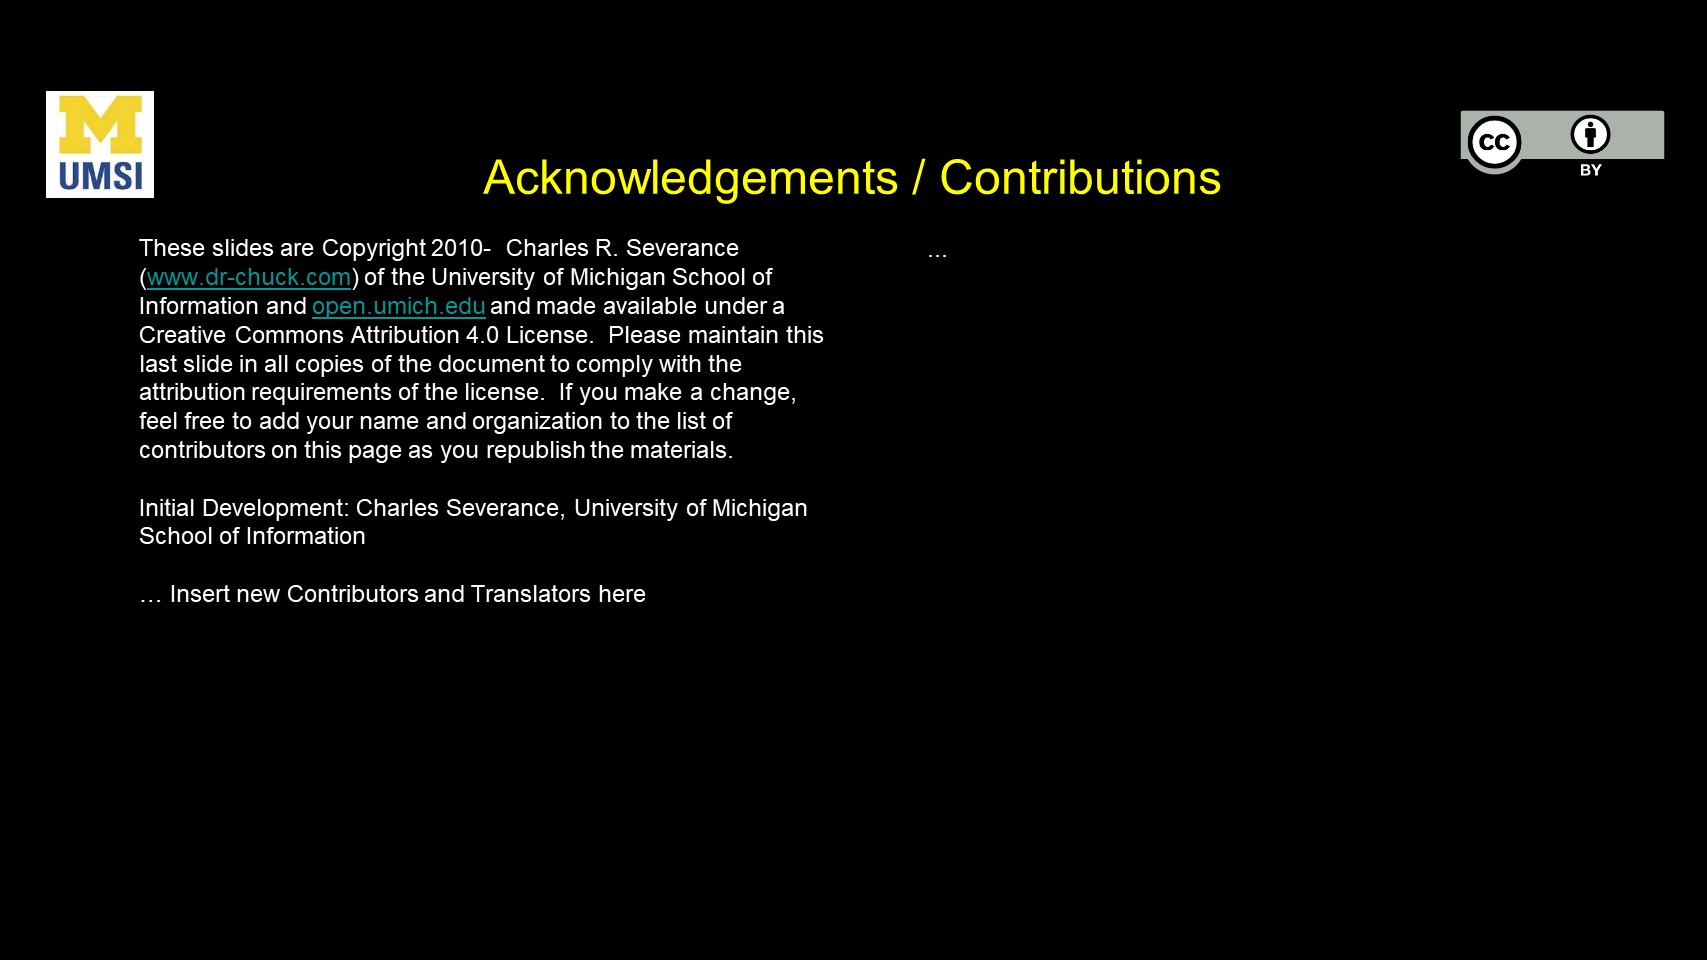 M
UMSI
CC
BY
Acknowledgements / Contributions
These slides are Copyright 2010-  Charles R. Severance
(www.dr-chuck.com) of the University of Michigan School of
Information and open.umich.edu and made available under a
Creative Commons Attribution 4.0 License.  Please maintain this
last slide in all copies of the document to comply with the
attribution requirements of the license.  If you make a change,
feel free to add your name and organization to the list of
contributors on this page as you republish the materials.
Initial Development: Charles Severance, University of Michigan
School of Information
… Insert new Contributors and Translators here
...